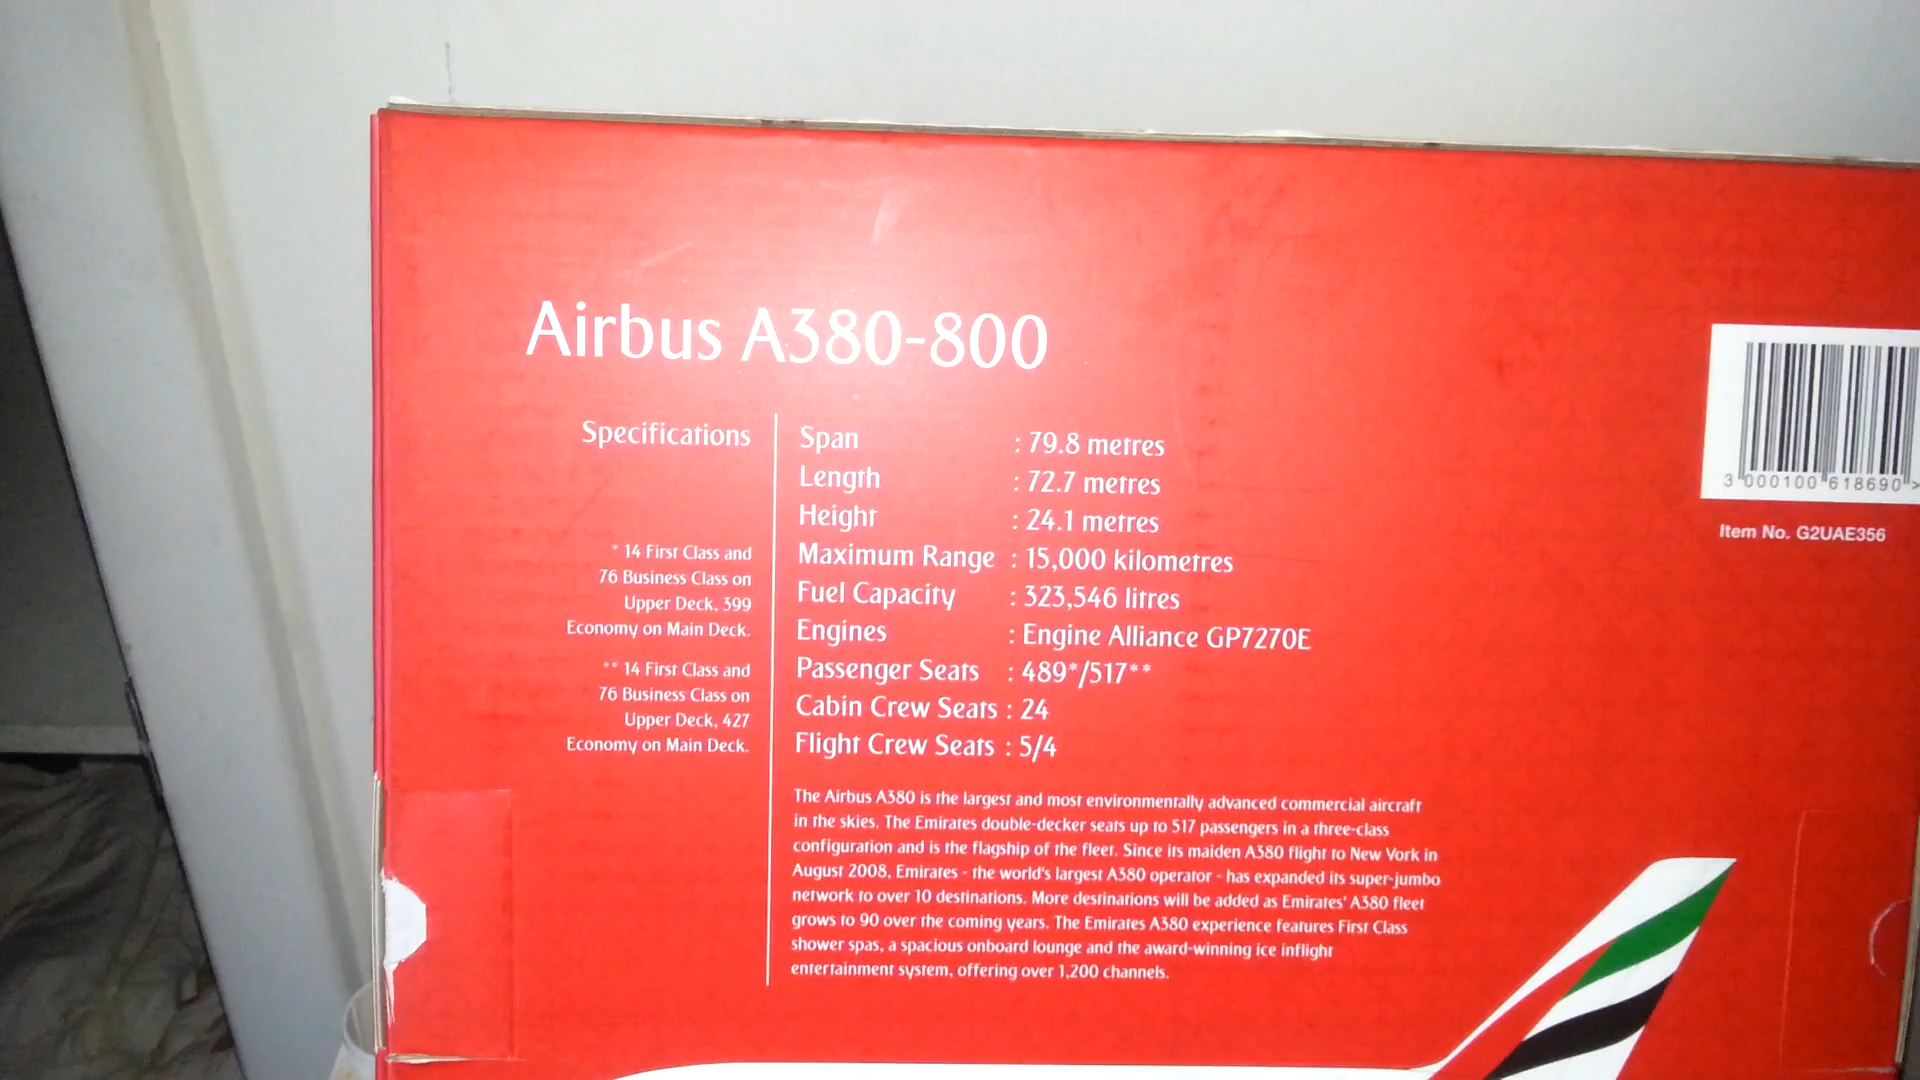 Airbus A380-800
Specifications
* 14 First Class and
76 Business Class on
Upper Deck, 399
Economy on Main Deck.
** 14 First Class and
76 Business Class on
Upper Deck, 427
Economy on Main Deck.
Span : 79.8 metres
Length : 72.7 metres
Height : 24.1 metres
Maximum Range : 15,000 kilometres
Fuel Capacity : 323,546 litres
Engines : Engine Alliance GP7270E
Passenger Seats : 489*/517**
Cabin Crew Seats : 24
Flight Crew Seats : 5/4
The Airbus A380 is the largest and most environmentally advanced commercial aircraft
in the skies. The Emirates double-decker seats up to 517 passengers in a three-class
configuration and is the flagship of the fleet. Since its maiden A380 flight to New York in
August 2008, Emirates - the world's largest A380 operator - has expanded its super-jumbo
network to over 10 destinations. More destinations will be added as Emirates' A380 fleet
grows to 90 over the coming years. The Emirates A380 experience features First Class
shower spas, a spacious onboard lounge and the award-winning ice inflight
entertainment system, offering over 1,200 channels.
3 000100 618690 >
Item No. G2UAE356